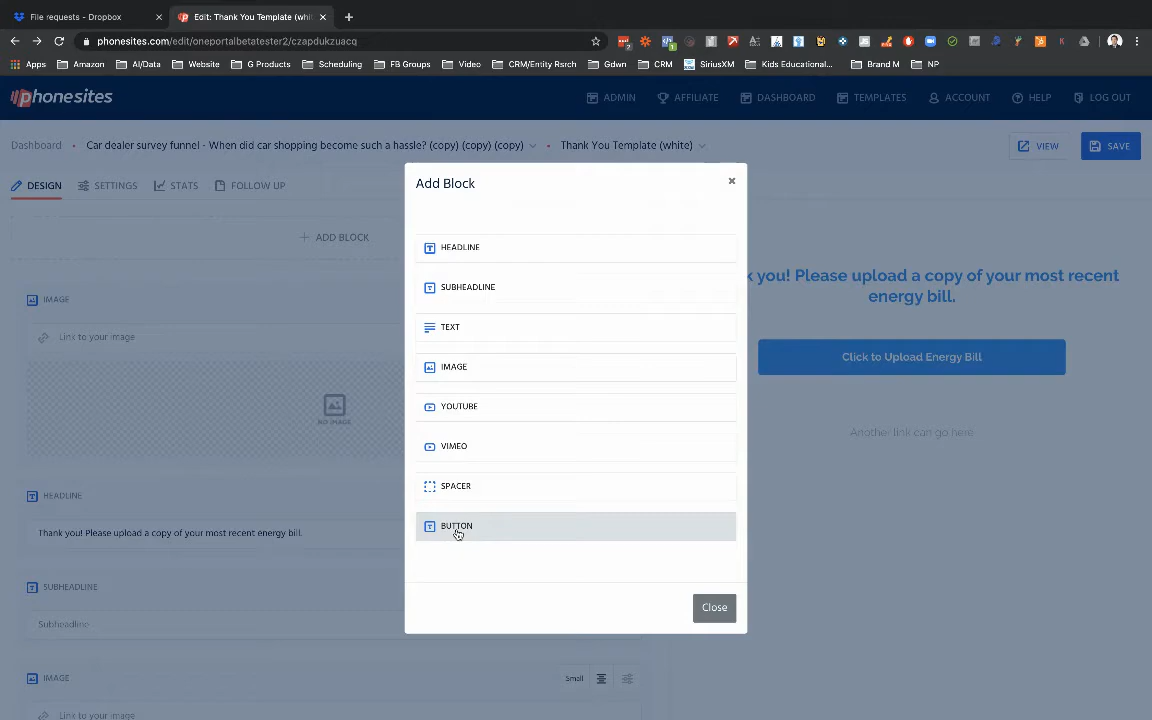 File requests - Dropbox
Edit: Thank You Template (whit
phonesites.com/edit/oneportalbetatester2/czapdukzuacq
Apps
Amazon
AI/Data
Website
G Products
Scheduling
FB Groups
Video
CRM/Entity Rsrch
Gdwn
CRM
SiriusXM
Kids Educational...
Brand M
NP
phonesites
ADMIN
AFFILIATE
DASHBOARD
TEMPLATES
ACCOUNT
HELP
LOG OUT
Dashboard
Car dealer survey funnel - When did car shopping become such a hassle? (copy) (copy) (copy)
Thank You Template (white)
VIEW
SAVE
DESIGN
SETTINGS
STATS
FOLLOW UP
ADD BLOCK
IMAGE
Link to your image
NO IMAGE
HEADLINE
Thank you! Please upload a copy of your most recent energy bill.
SUBHEADLINE
Subheadline
IMAGE
Small
Link to your image
Add Block
HEADLINE
SUBHEADLINE
TEXT
IMAGE
YOUTUBE
VIMEO
SPACER
BUTTON
Close
k you! Please upload a copy of your most recent
energy bill.
Click to Upload Energy Bill
Another link can go here